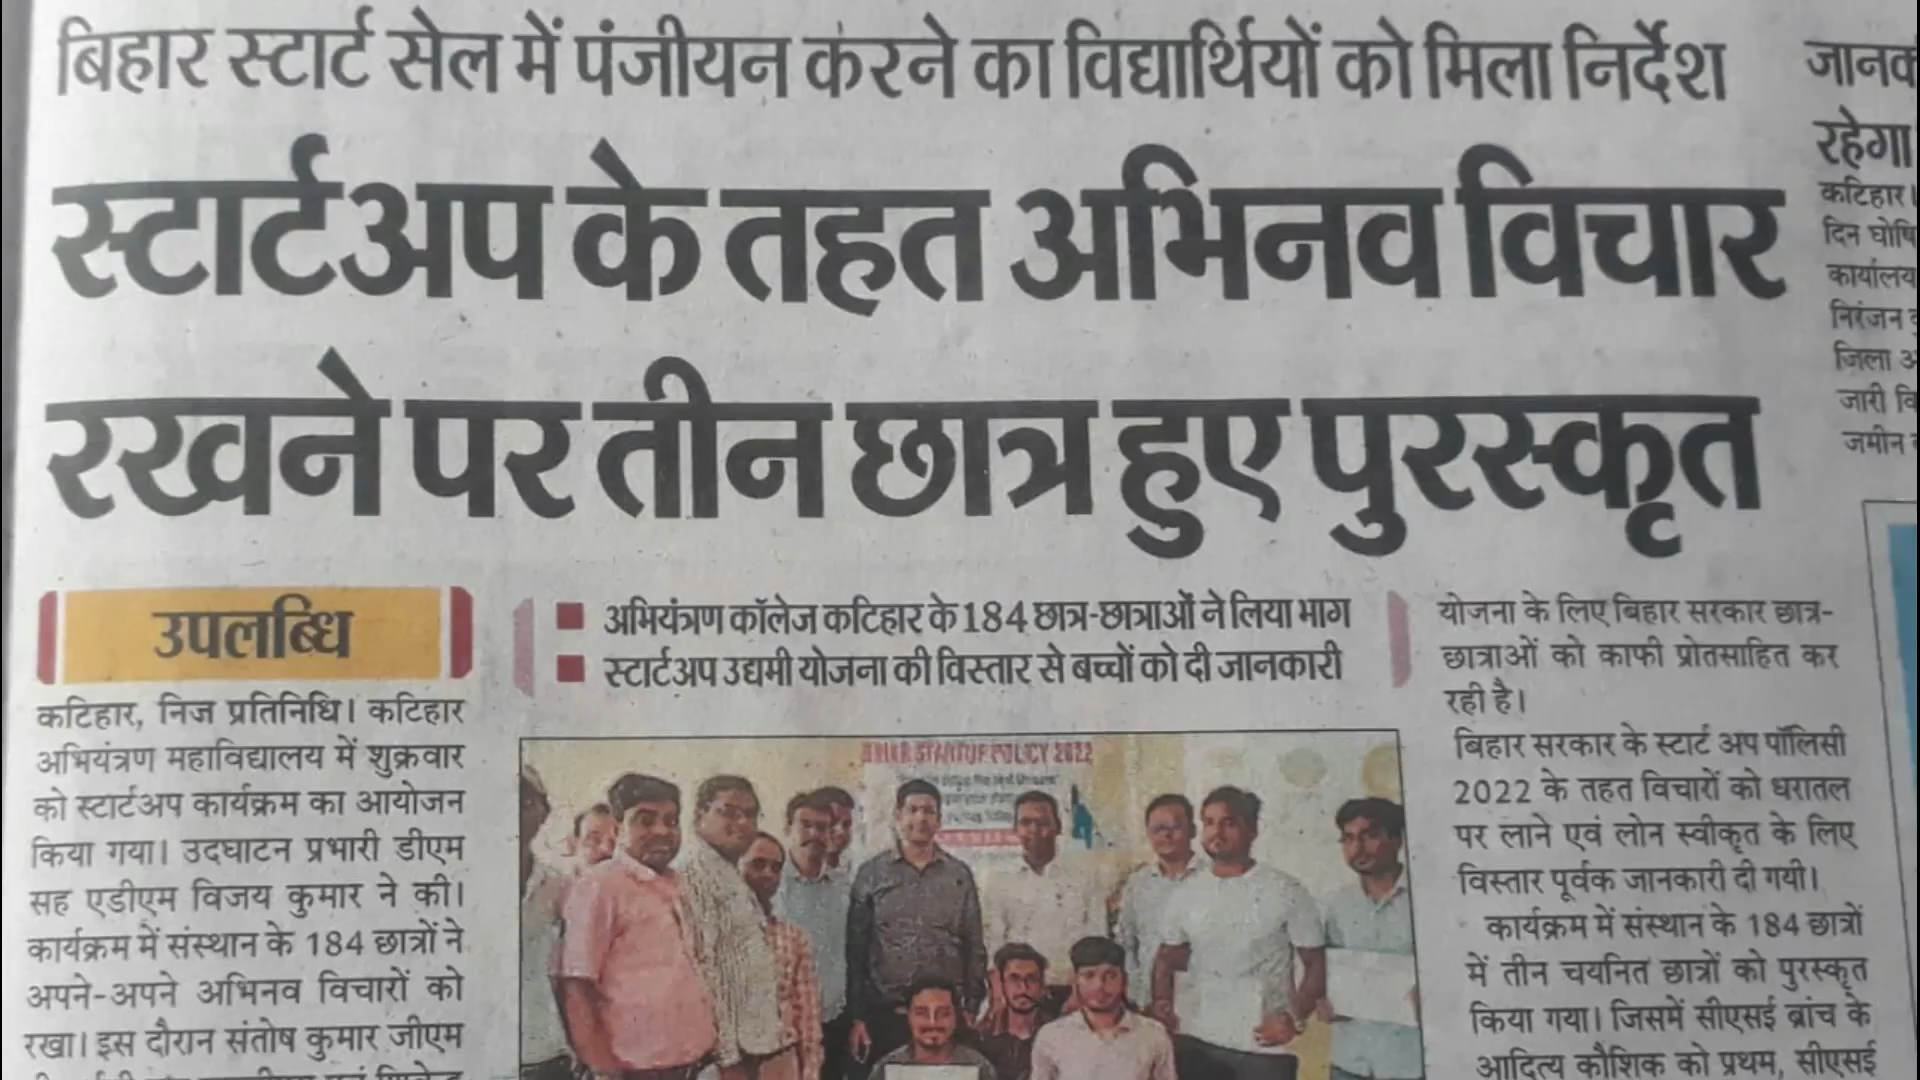 बिहार स्टार्ट सेल में पंजीयन करने का विद्यार्थियों को मिला निर्देश
स्टार्टअप के तहत अभिनव विचार
रखने पर तीन छात्र हुए पुरस्कृत
उपलब्धि
■ अभियंत्रण कॉलेज कटिहार के 184 छात्र-छात्राओं ने लिया भाग
■ स्टार्टअप उद्यमी योजना की विस्तार से बच्चों को दी जानकारी
कटिहार, निज प्रतिनिधि। कटिहार
अभियंत्रण महाविद्यालय में शुक्रवार
को स्टार्टअप कार्यक्रम का आयोजन
किया गया। उदघाटन प्रभारी डीएम
सह एडीएम विजय कुमार ने की।
कार्यक्रम में संस्थान के 184 छात्रों ने
अपने-अपने अभिनव विचारों को
रखा। इस दौरान संतोष कुमार जीएम
BIHAR STARTUP POLICY 2022
योजना के लिए बिहार सरकार छात्र-
छात्राओं को काफी प्रोतसाहित कर
रही है।
बिहार सरकार के स्टार्ट अप पॉलिसी
2022 के तहत विचारों को धरातल
पर लाने एवं लोन स्वीकृत के लिए
विस्तार पूर्वक जानकारी दी गयी।
कार्यक्रम में संस्थान के 184 छात्रों
में तीन चयनित छात्रों को पुरस्कृत
किया गया। जिसमें सीएसई ब्रांच के
आदित्य कौशिक को प्रथम, सीएसई
रहेगा
कटिहार।
दिन
कार्यालय
निरंजन
जिला
जारी
जमीन